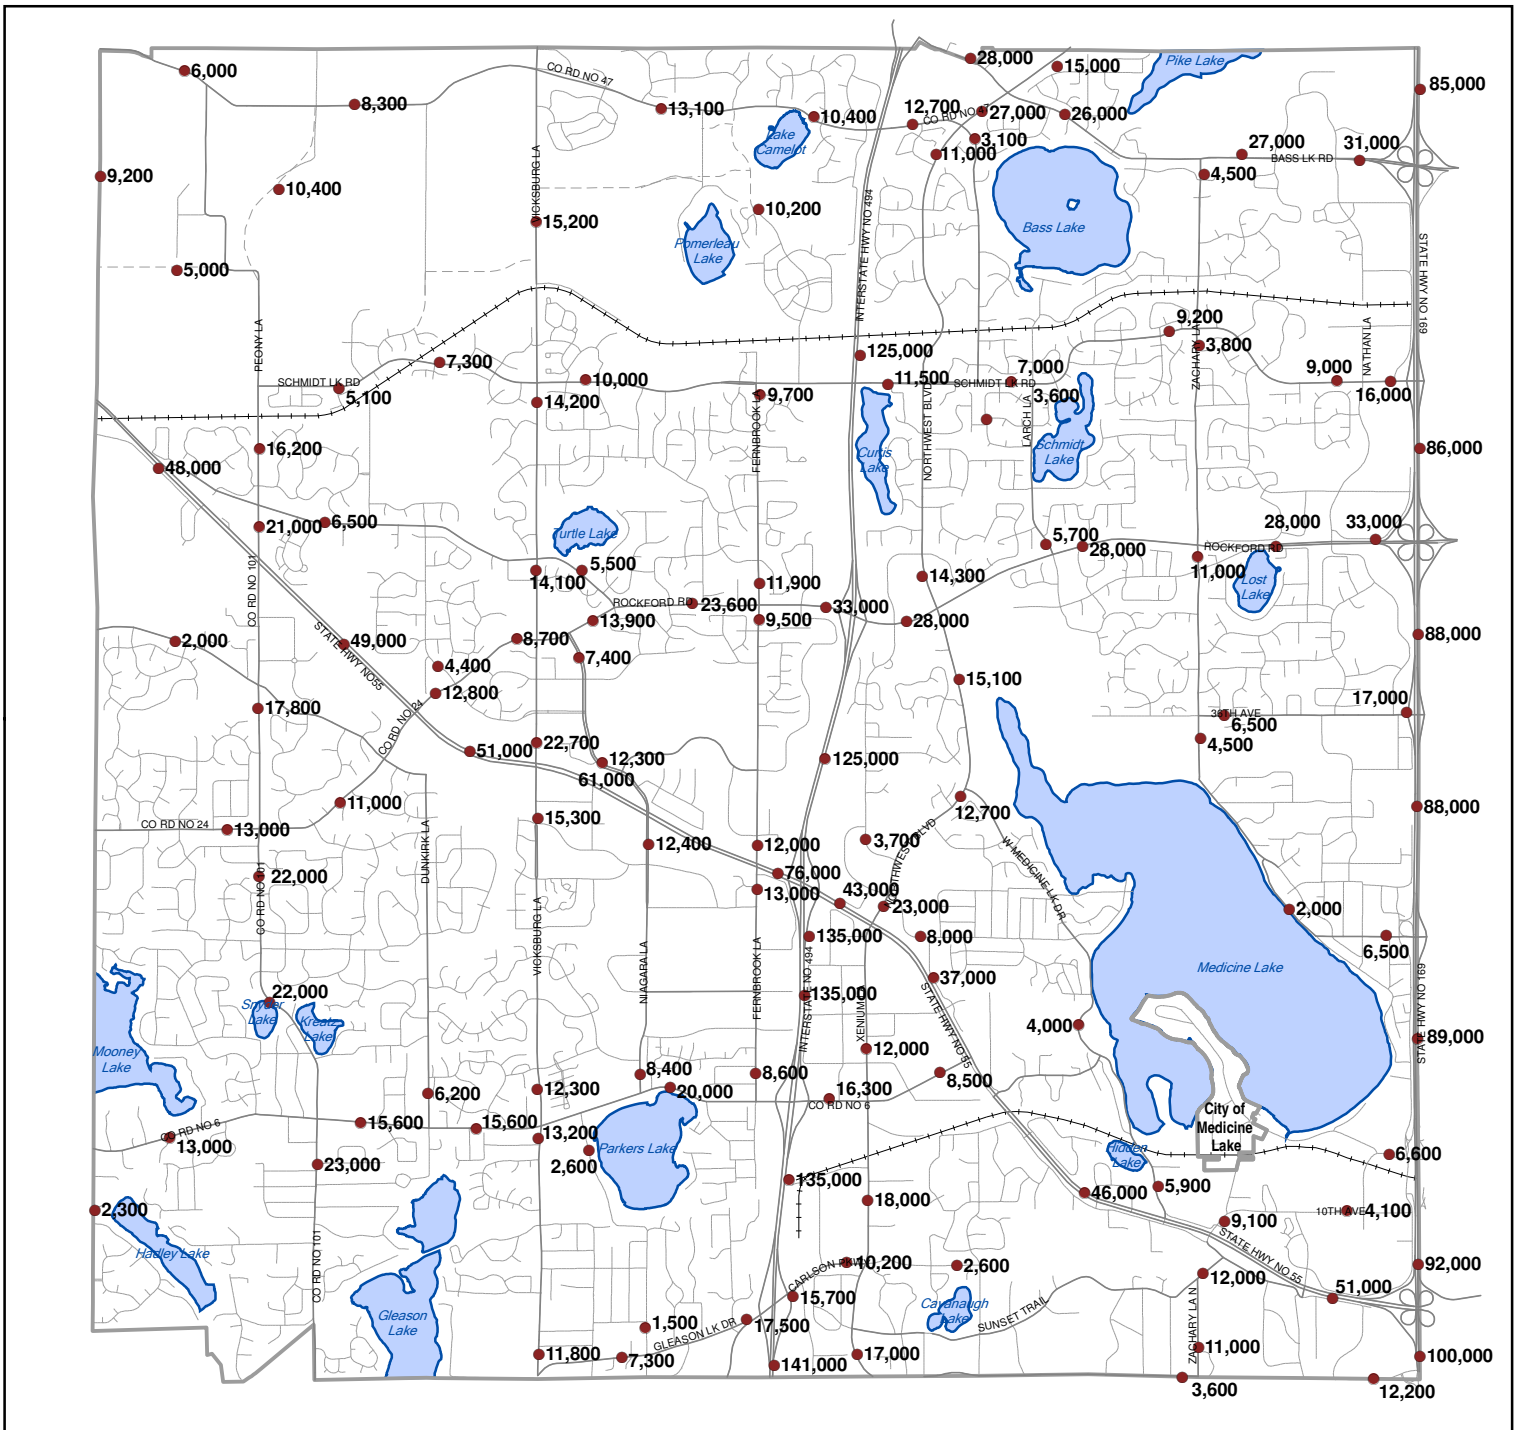 6,000
28,000
15,000
Pike Lake
CO RD NO 47
85,000
8,300
13,100
10,400
12,700
CO RD NO 47
27,000
26,000
Lake
Camelot
3,100
11,000
27,000
31,000
BASS LK RD
9,200
10,400
VICKSBURG LA
4,500
15,200
10,200
INTERSTATE HWY NO 494
Bass Lake
Pomerleau
Lake
5,000
STATE HWY NO 169
PEONY LA
9,200
3,800
ZACHARY LA
NATHAN LA
125,000
7,300
SCHMIDT LK RD
5,100
10,000
14,200
9,700
FERNBROOK LA
11,500
SCHMIDT LK RD
7,000
3,600
NORTHWEST BLVD
LARCH LA
9,000
16,000
16,200
48,000
Curtis
Lake
Schmidt
Lake
86,000
21,000
6,500
Turtle Lake
5,700
28,000
28,000
33,000
ROCKFORD RD
11,000
Lost
Lake
CO RD NO 101
14,100
5,500
11,900
14,300
ROCKFORD RD
23,600
33,000
13,900
9,500
28,000
2,000
STATE HWY NO55
49,000
8,700
7,400
4,400
12,800
88,000
15,100
17,800
CO RD NO 24
17,000
36TH AVE
6,500
4,500
51,000
22,700
12,300
61,000
125,000
11,000
CO RD NO 24
13,000
15,300
12,700
88,000
DUNKIRK LA
12,400
12,000
3,700
NORTHWEST BLVD
W MEDICINE LK DR
22,000
CO RD NO 101
76,000
13,000
43,000
23,000
2,000
VICKSBURG LA
NIAGARA LA
FERNBROOK LA
135,000
8,000
6,500
INTERSTATE NO 494
37,000
Medicine Lake
STATE HWY NO 169
22,000
Snyder
Lake
Kreatz
Lake
135,000
XENIUM
STATE HWY NO 55
4,000
89,000
Mooney
Lake
12,000
8,400
20,000
8,600
16,300
CO RD NO 6
8,500
6,200
12,300
City of
Medicine
Lake
CO RD NO 6
13,000
15,600
15,600
13,200
2,600
Parkers Lake
Hidden
Lake
6,600
23,000
135,000
46,000
5,900
2,300
18,000
9,100
10TH AVE
4,100
Hadley Lake
CO RD NO 101
STATE HWY NO 55
CARLSON PKWY
10,200
2,600
12,000
92,000
51,000
15,700
Cavanaugh
Lake
SUNSET TRAIL
Gleason
Lake
1,500
GLEASON LK DR
17,500
ZACHARY LA N
11,800
7,300
141,000
17,000
11,000
100,000
3,600
12,200